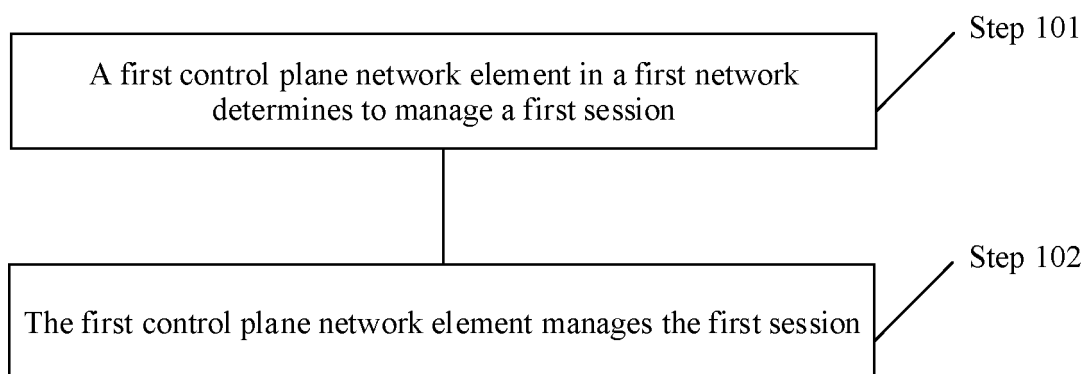 Step 101
A first control plane network element in a first network
determines to manage a first session
Step 102
The first control plane network element manages the first session